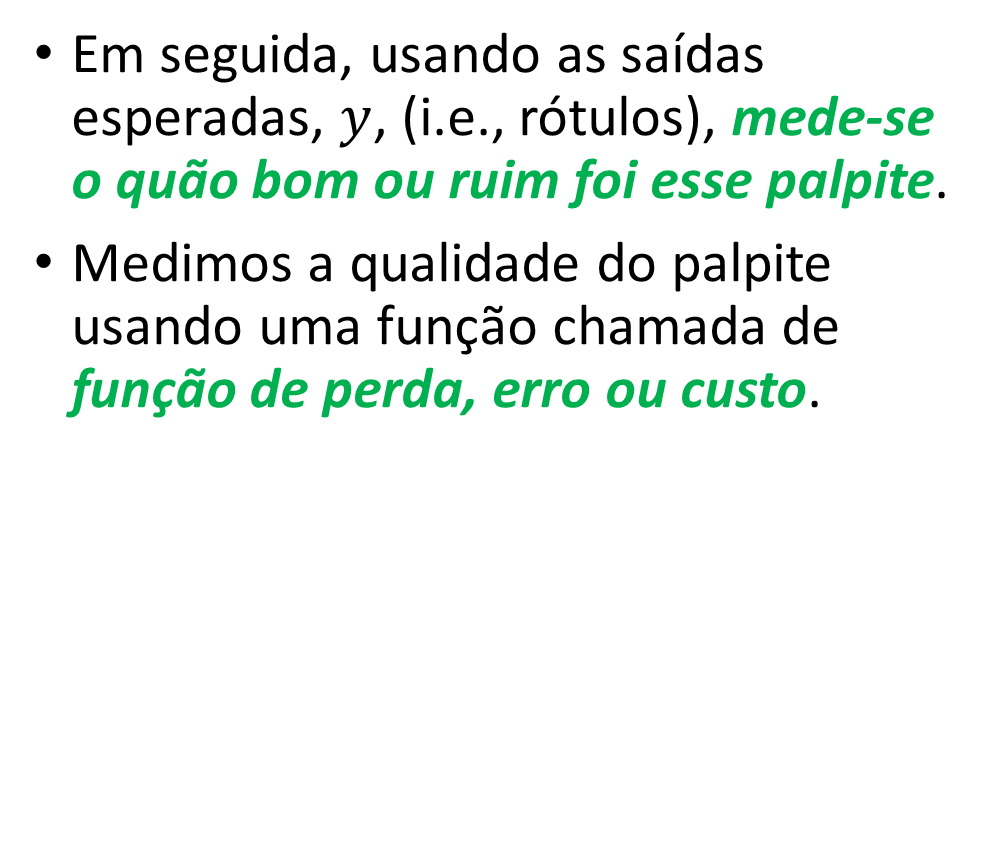 • Em seguida, usando as saídas
esperadas, 𝑦, (i.e., rótulos), mede-se
o quão bom ou ruim foi esse palpite.
• Medimos a qualidade do palpite
usando uma função chamada de
função de perda, erro ou custo.